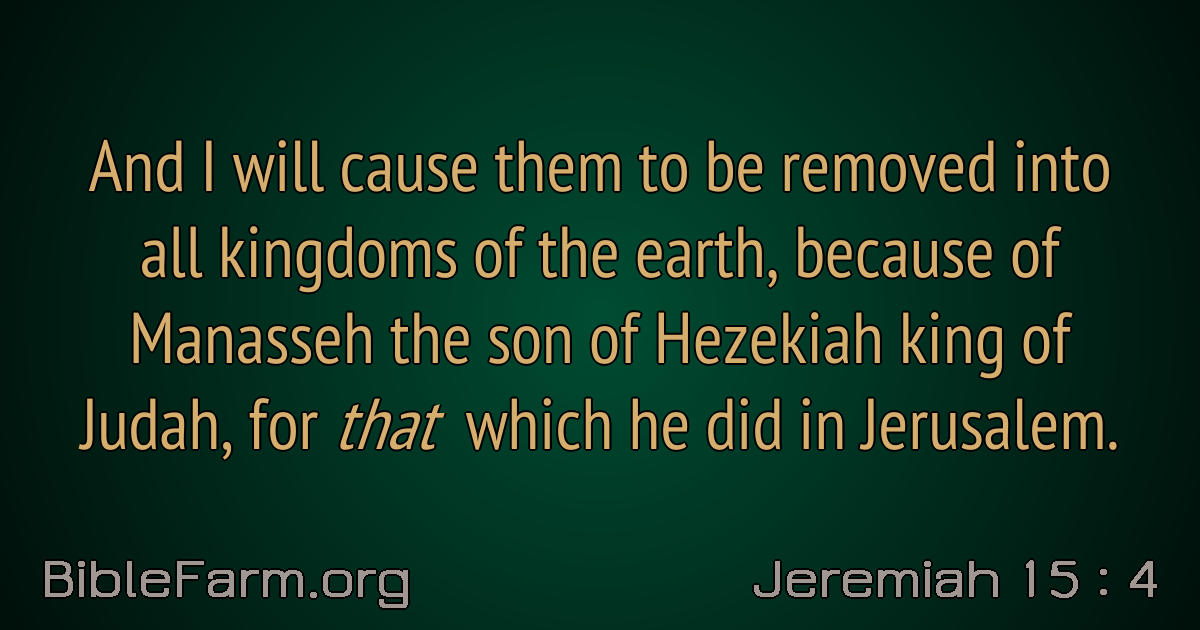 And I will cause them to be removed into
all kingdoms of the earth, because of
Manasseh the son of Hezekiah king of
Judah, for that which he did in Jerusalem.
BibleFarm.org
Jeremiah 15 : 4